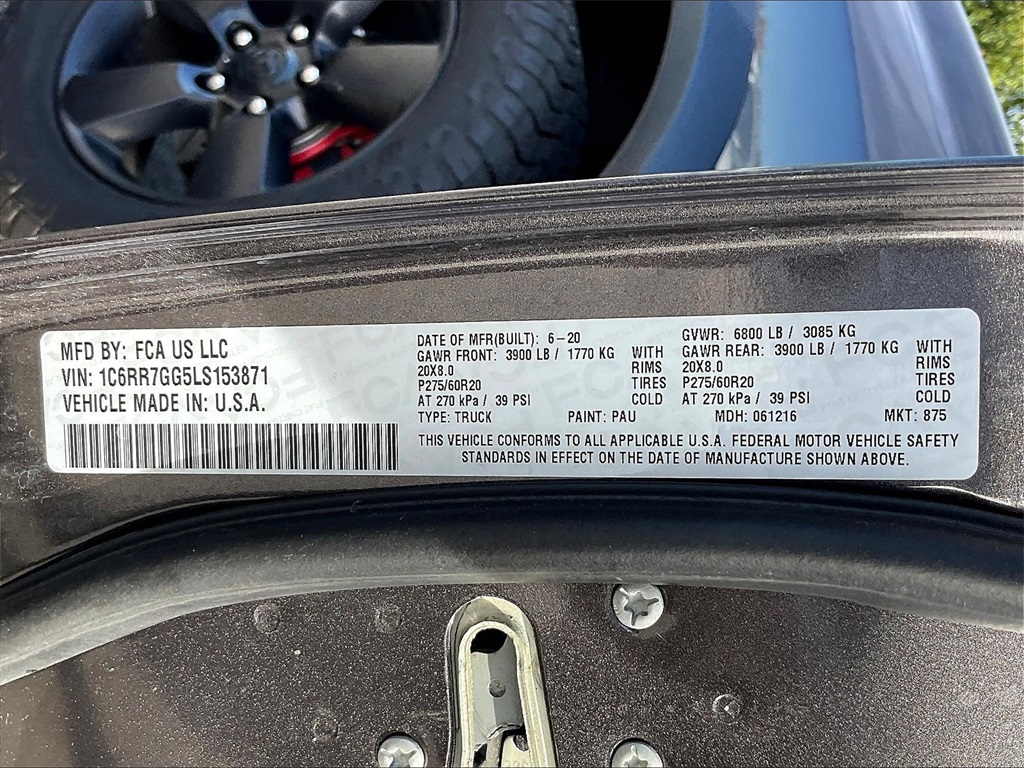 MFD BY: FCA US LLC
VIN: 1C6RR7GG5LS153871
VEHICLE MADE IN: U.S.A.
DATE OF MFR(BUILT): 6-20
GAWR FRONT: 3900 LB / 1770 KG WITH
20X8.0 RIMS
P275/60R20 TIRES
AT 270 kPa / 39 PSI COLD
GVWR: 6800 LB / 3085 KG
GAWR REAR: 3900 LB / 1770 KG WITH
20X8.0 RIMS
P275/60R20 TIRES
AT 270 kPa / 39 PSI COLD
TYPE: TRUCK PAINT: PAU MDH: 061216 MKT: 875
THIS VEHICLE CONFORMS TO ALL APPLICABLE U.S.A. FEDERAL MOTOR VEHICLE SAFETY
STANDARDS IN EFFECT ON THE DATE OF MANUFACTURE SHOWN ABOVE.